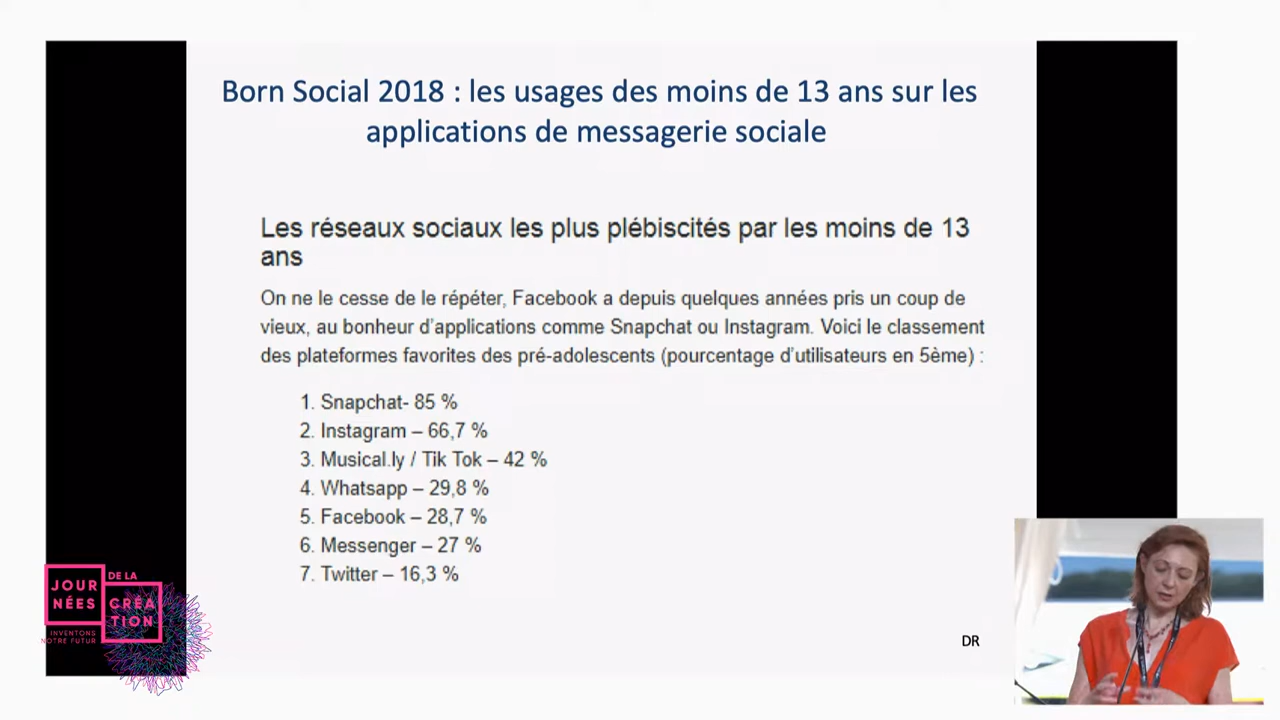 Born Social 2018 : les usages des moins de 13 ans sur les
applications de messagerie sociale
Les réseaux sociaux les plus plébiscités par les moins de 13
ans
On ne le cesse de le répéter, Facebook a depuis quelques années pris un coup de
vieux, au bonheur d'applications comme Snapchat ou Instagram. Voici le classement
des plateformes favorites des pré-adolescents (pourcentage d'utilisateurs en 5ème) :
1. Snapchat- 85 %
2. Instagram – 66,7 %
3. Musical.ly / Tik Tok – 42 %
4. Whatsapp – 29,8 %
5. Facebook – 28,7 %
6. Messenger – 27 %
7. Twitter – 16,3 %
DR
JOUR
NÉES
DE LA
CRÉA
TION
INVENTONS
NOTRE FUTUR